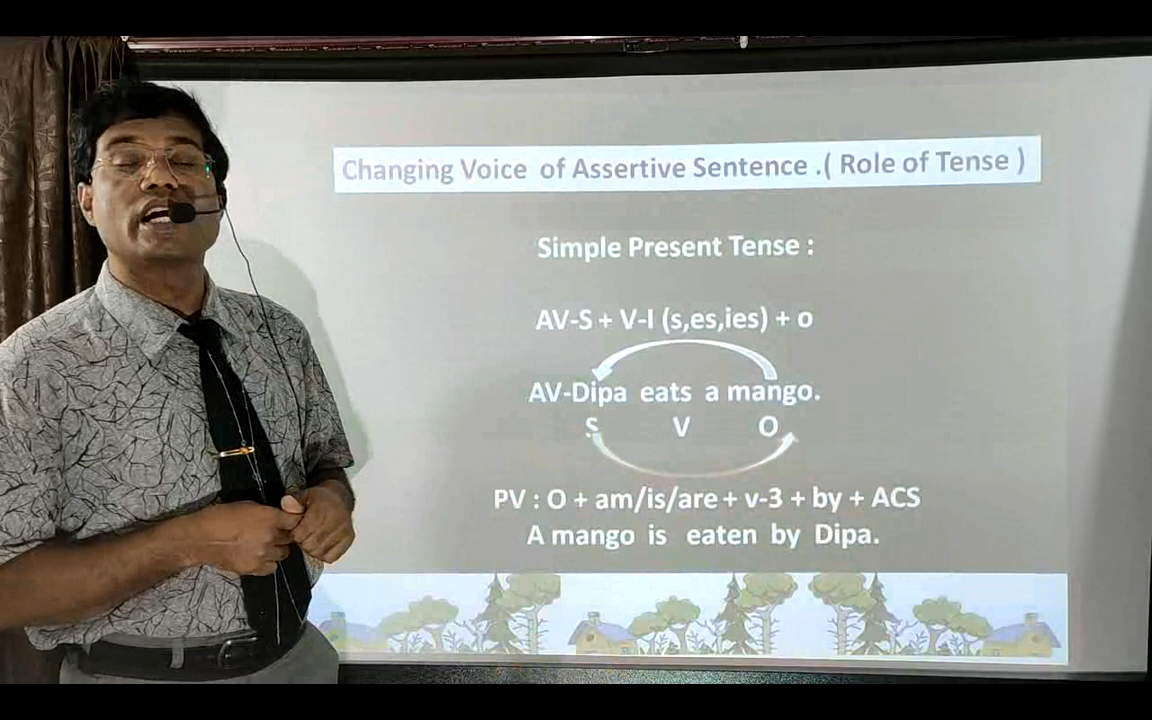 Changing Voice of Assertive Sentence .( Role of Tense )
Simple Present Tense :
AV-S + V-I (s,es,ies) + o
AV-Dipa eats a mango.
S V O
PV : O + am/is/are + v-3 + by + ACS
A mango is eaten by Dipa.